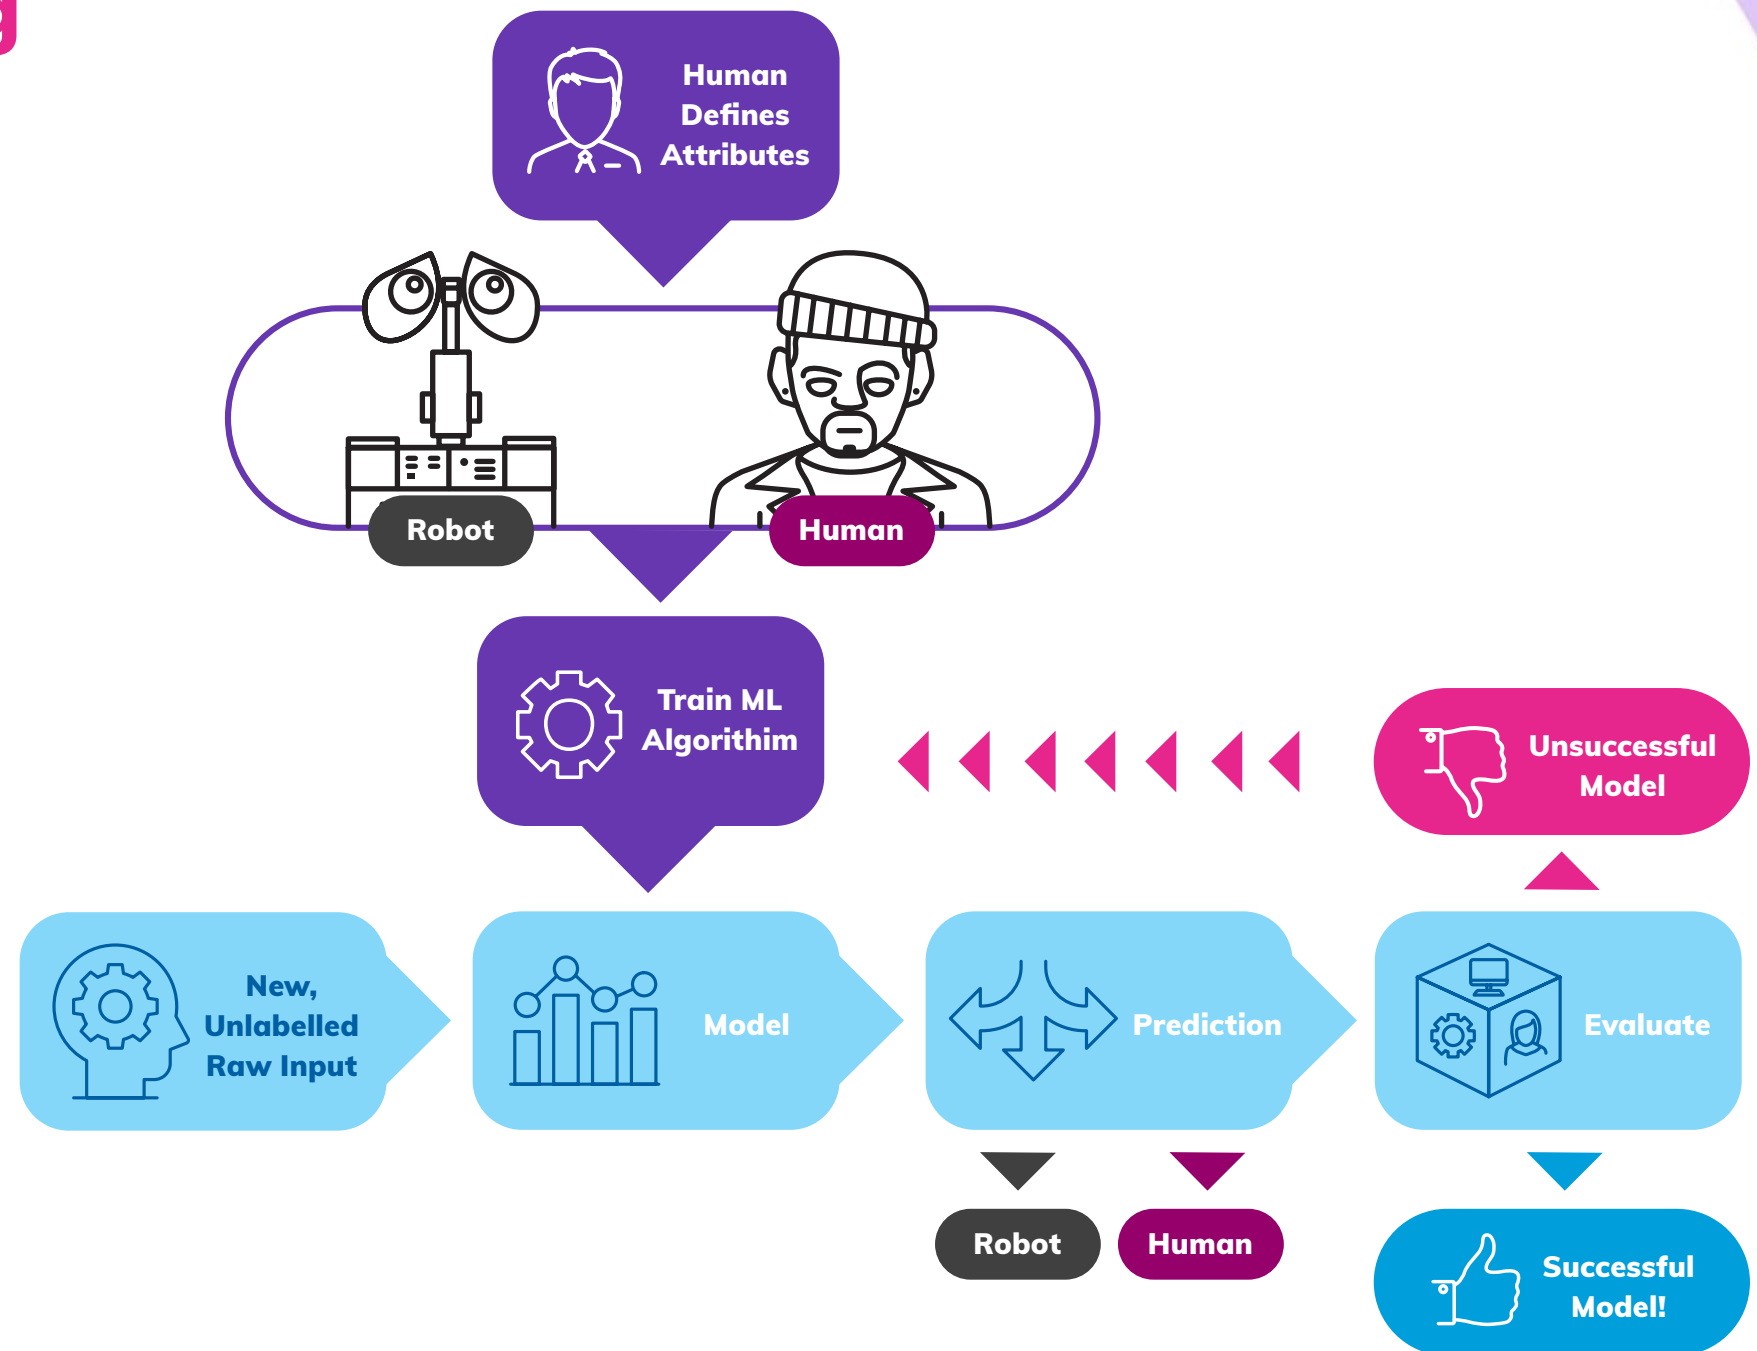 g
Human
Defines
Attributes
Robot
Human
Train ML
Algorithim
Unsuccessful
Model
New,
Unlabelled
Raw Input
Model
Prediction
Evaluate
Robot
Human
Successful
Model!